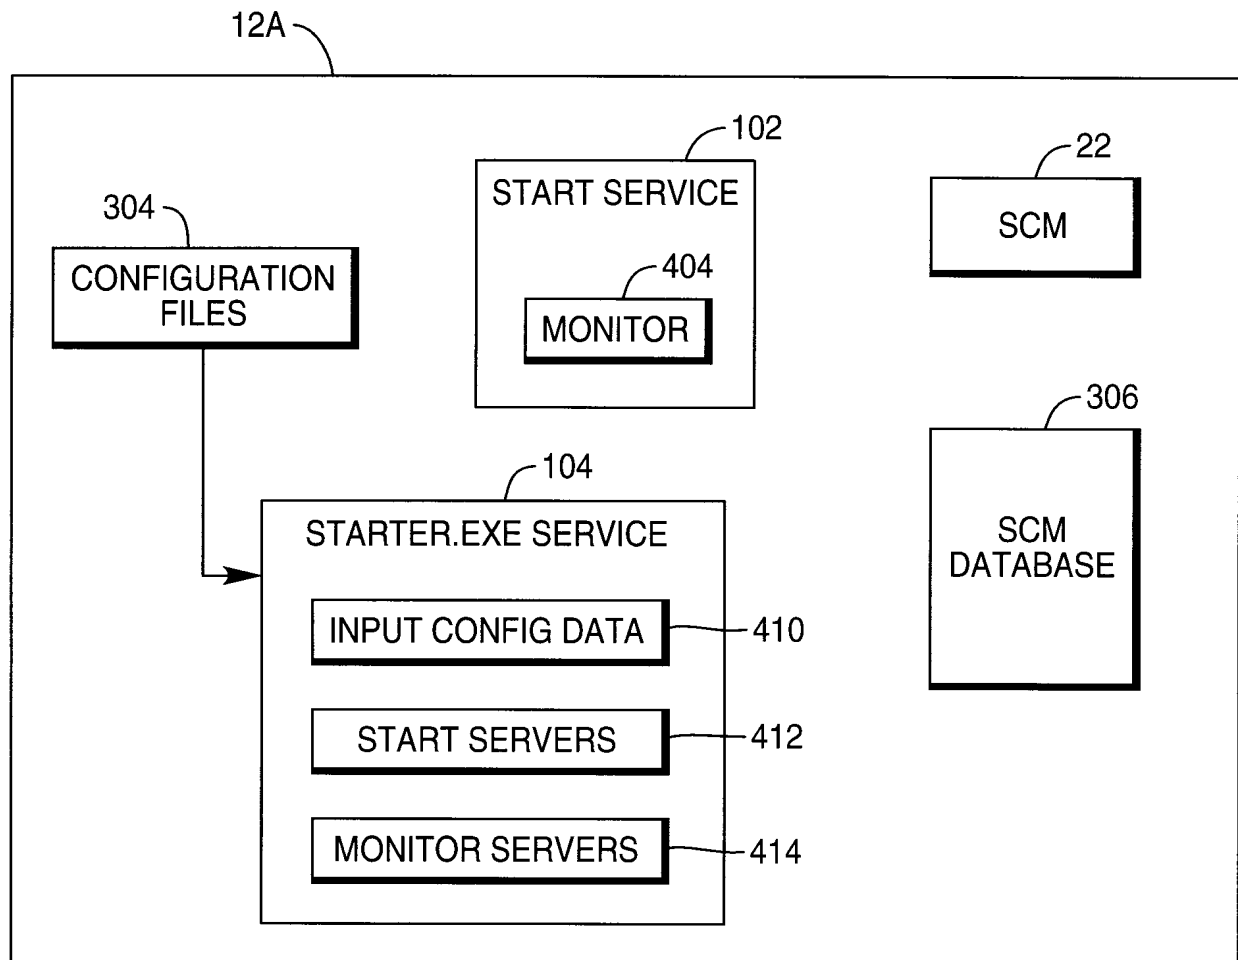 12A
102
START SERVICE
404
MONITOR
22
SCM
304
CONFIGURATION
FILES
306
SCM
DATABASE
104
STARTER.EXE SERVICE
INPUT CONFIG DATA
410
START SERVERS
412
MONITOR SERVERS
414